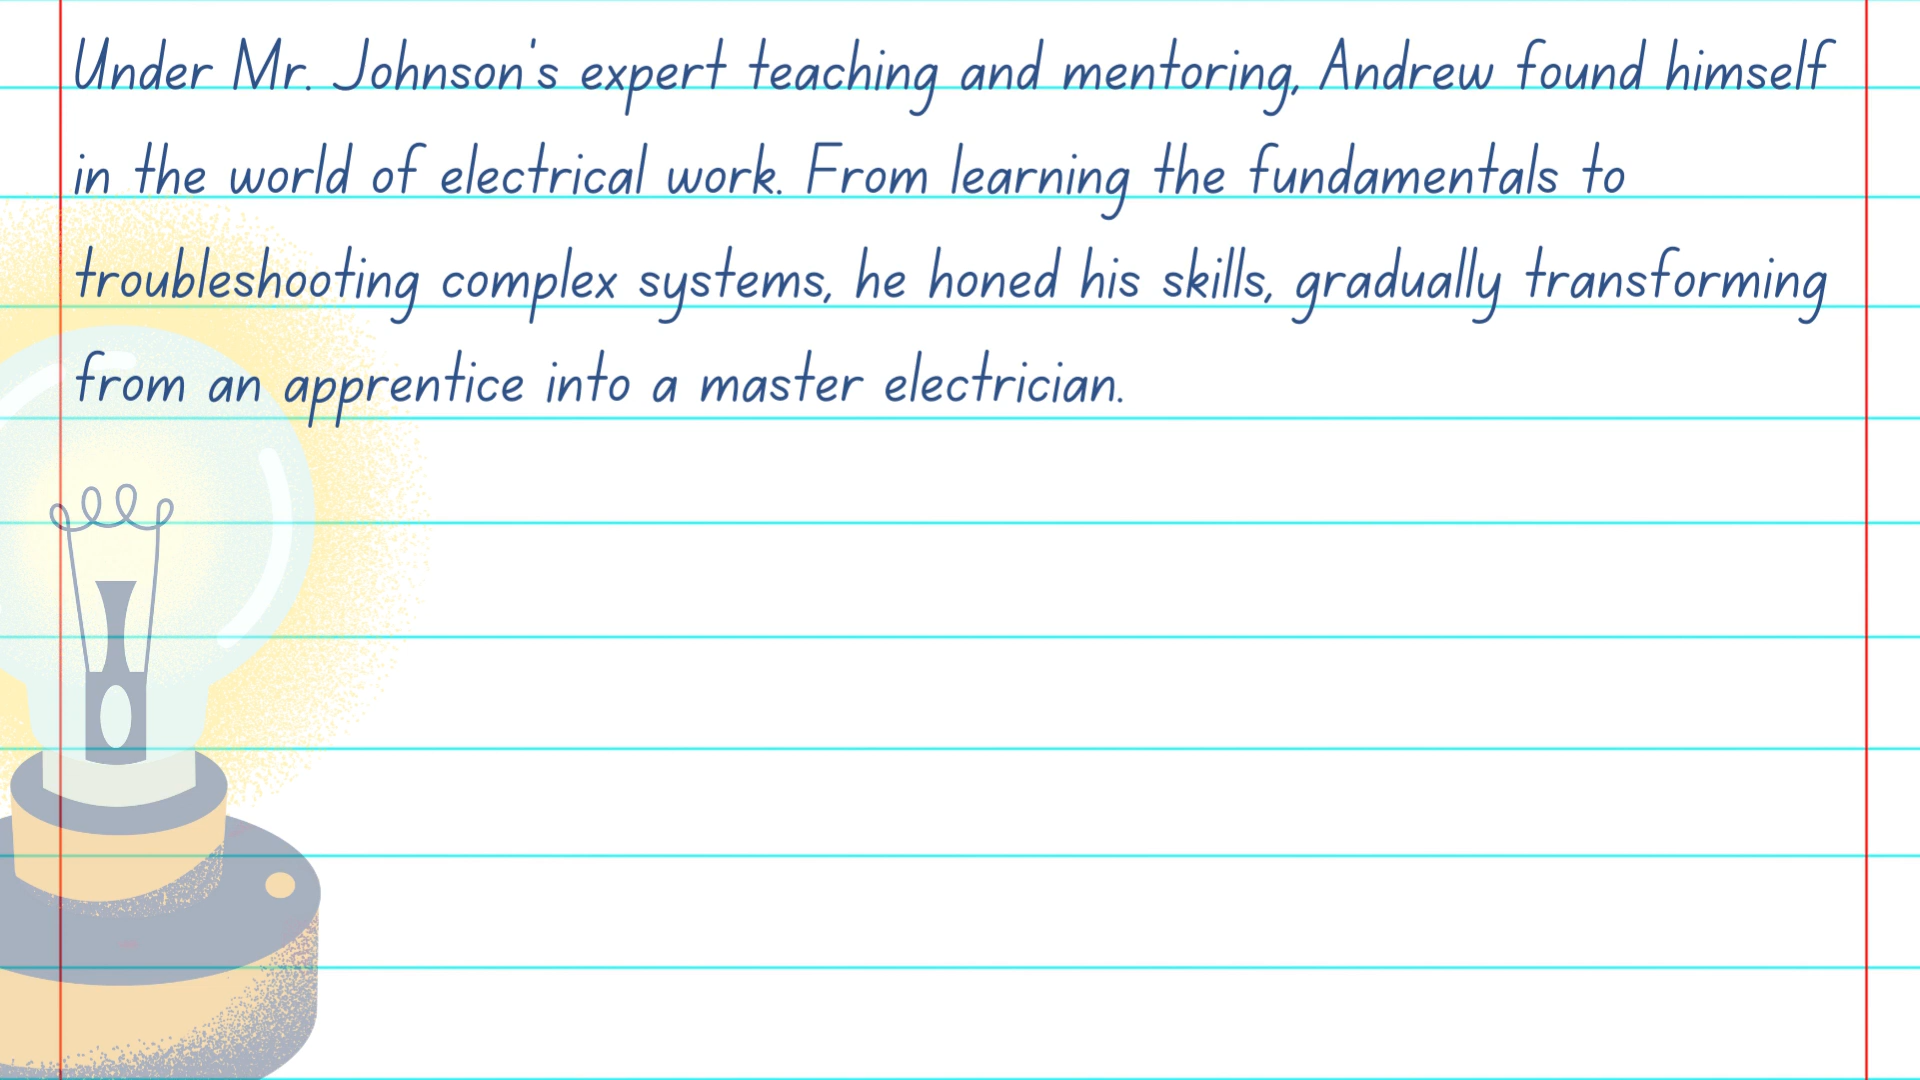 Under Mr. Johnson's expert teaching and mentoring, Andrew found himself
in the world of electrical work. From learning the fundamentals to
troubleshooting complex systems, he honed his skills, gradually transforming
from an apprentice into a master electrician.